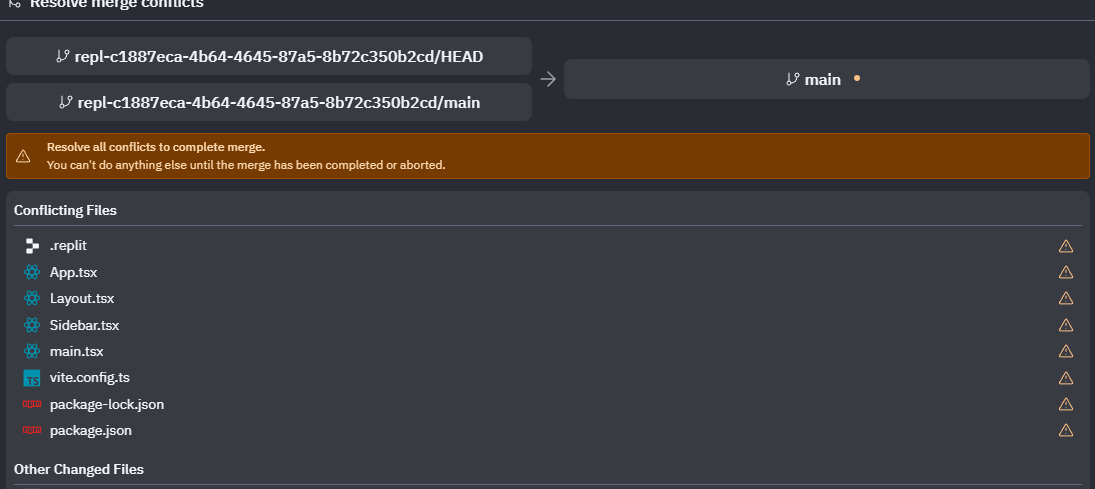 Resolve merge conflicts
repl-c1887eca-4b64-4645-87a5-8b72c350b2cd/HEAD
repl-c1887eca-4b64-4645-87a5-8b72c350b2cd/main
main
Resolve all conflicts to complete merge.
You can't do anything else until the merge has been completed or aborted.
Conflicting Files
.replit
App.tsx
Layout.tsx
Sidebar.tsx
main.tsx
TS vite.config.ts
package-lock.json
package.json
Other Changed Files